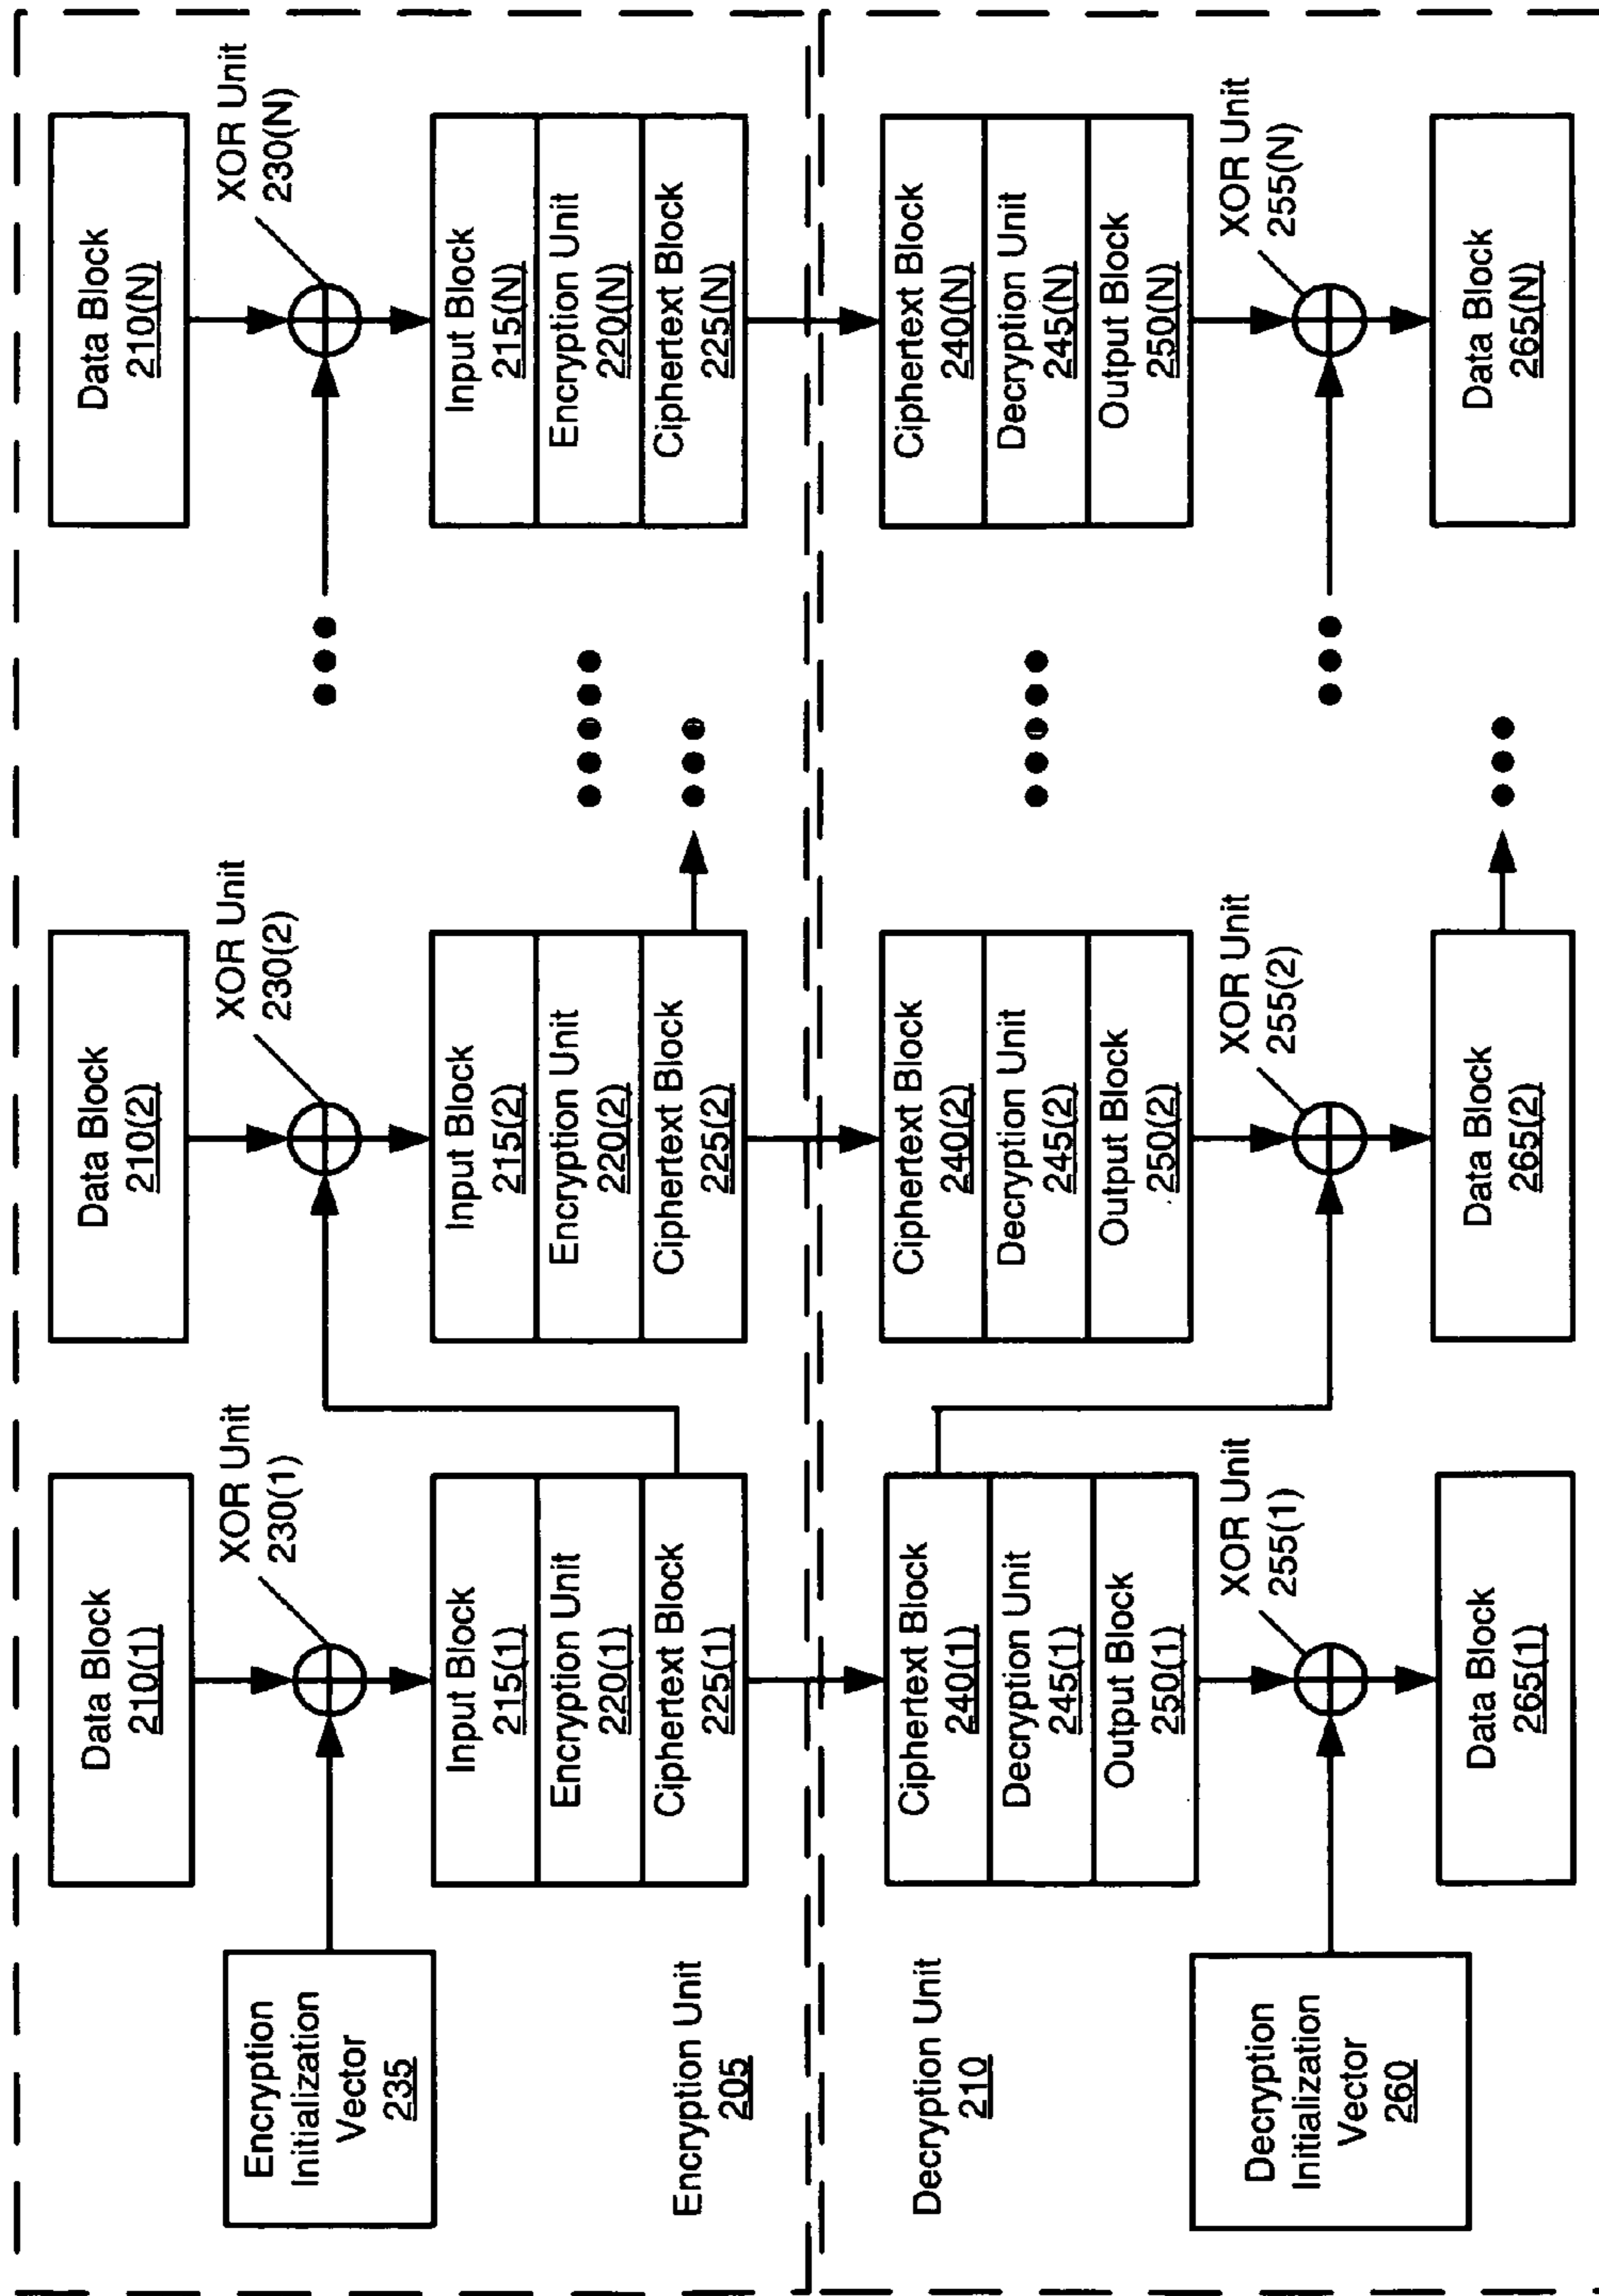 Data Block
210(1)
Data Block
210(2)
Data Block
210(N)
XOR Unit
230(1)
XOR Unit
230(2)
XOR Unit
230(N)
Encryption
Initialization
Vector
235
Input Block
215(1)
Encryption Unit
220(1)
Ciphertext Block
225(1)
Input Block
215(2)
Encryption Unit
220(2)
Ciphertext Block
225(2)
Input Block
215(N)
Encryption Unit
220(N)
Ciphertext Block
225(N)
Encryption Unit
205
Decryption Unit
210
Ciphertext Block
240(1)
Decryption Unit
245(1)
Output Block
250(1)
Ciphertext Block
240(2)
Decryption Unit
245(2)
Output Block
250(2)
Ciphertext Block
240(N)
Decryption Unit
245(N)
Output Block
250(N)
XOR Unit
255(1)
XOR Unit
255(2)
XOR Unit
255(N)
Decryption
Initialization
Vector
260
Data Block
265(1)
Data Block
265(2)
Data Block
265(N)